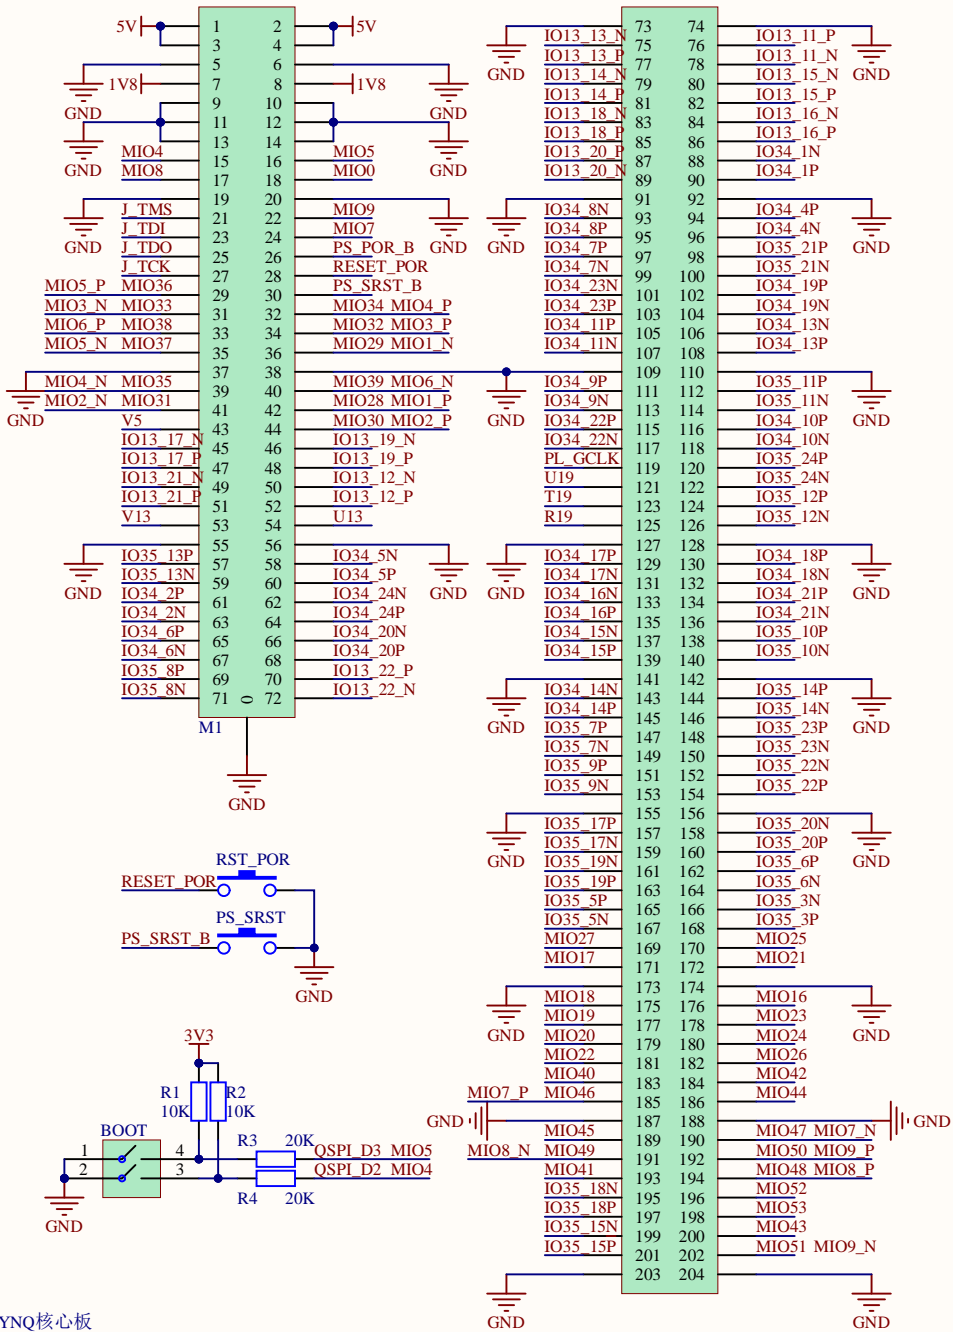 5V 1 2 5V
3 4
GND 5 6 GND
1V8 7 8 1V8
9 10
GND 11 12 GND
13 14
MIO4 15 16 MIO5
MIO8 17 18 MIO0
GND 19 20 GND
J_TMS 21 22 MIO9
J_TDI 23 24 MIO7
J_TDO 25 26 PS_POR_B
J_TCK 27 28 RESET_POR
MIO5_P MIO36 29 30 PS_SRST_B
MIO3_N MIO33 31 32 MIO34 MIO4_P
MIO6_P MIO38 33 34 MIO32 MIO3_P
MIO5_N MIO37 35 36 MIO29 MIO1_N
GND 37 38
MIO4_N MIO35 39 40 MIO39 MIO6_N
MIO2_N MIO31 41 42 MIO28 MIO1_P
V5 43 44 MIO30 MIO2_P
IO13_17_N 45 46 IO13_19_N
IO13_17_P 47 48 IO13_19_P
IO13_21_N 49 50 IO13_12_N
IO13_21_P 51 52 IO13_12_P
V13 53 54 U13
GND 55 56 GND
IO35_13P 57 58 IO34_5N
IO35_13N 59 60 IO34_5P
IO34_2P 61 62 IO34_24N
IO34_2N 63 64 IO34_24P
IO34_6P 65 66 IO34_20N
IO34_6N 67 68 IO34_20P
IO35_8P 69 70 IO13_22_P
IO35_8N 71 0 72 IO13_22_N
M1
GND
RST_POR
RESET_POR
PS_SRST
PS_SRST_B
GND
3V3
R1 R2
10K 10K
BOOT
1 4 R3 20K QSPI_D3 MIO5
2 3 R4 20K QSPI_D2 MIO4
GND
YNQ核心板
GND 73 74 GND
IO13_13_N 75 76 IO13_11_P
IO13_13_P 77 78 IO13_11_N
IO13_14_N 79 80 IO13_15_N
IO13_14_P 81 82 IO13_15_P
IO13_18_N 83 84 IO13_16_N
IO13_18_P 85 86 IO13_16_P
IO13_20_P 87 88 IO34_1N
IO13_20_N 89 90 IO34_1P
GND 91 92 GND
IO34_8N 93 94 IO34_4P
IO34_8P 95 96 IO34_4N
IO34_7P 97 98 IO35_21P
IO34_7N 99 100 IO35_21N
IO34_23N 101 102 IO34_19P
IO34_23P 103 104 IO34_19N
IO34_11P 105 106 IO34_13N
IO34_11N 107 108 IO34_13P
GND 109 110 GND
IO34_9P 111 112 IO35_11P
IO34_9N 113 114 IO35_11N
IO34_22P 115 116 IO34_10P
IO34_22N 117 118 IO34_10N
PL_GCLK 119 120 IO35_24P
U19 121 122 IO35_24N
T19 123 124 IO35_12P
R19 125 126 IO35_12N
GND 127 128 GND
IO34_17P 129 130 IO34_18P
IO34_17N 131 132 IO34_18N
IO34_16N 133 134 IO34_21P
IO34_16P 135 136 IO34_21N
IO34_15N 137 138 IO35_10P
IO34_15P 139 140 IO35_10N
GND 141 142 GND
IO34_14N 143 144 IO35_14P
IO34_14P 145 146 IO35_14N
IO35_7P 147 148 IO35_23P
IO35_7N 149 150 IO35_23N
IO35_9P 151 152 IO35_22N
IO35_9N 153 154 IO35_22P
GND 155 156 GND
IO35_17P 157 158 IO35_20N
IO35_17N 159 160 IO35_20P
IO35_19N 161 162 IO35_6P
IO35_19P 163 164 IO35_6N
IO35_5P 165 166 IO35_3N
IO35_5N 167 168 IO35_3P
MIO27 169 170 MIO25
MIO17 171 172 MIO21
GND 173 174 GND
MIO18 175 176 MIO16
MIO19 177 178 MIO23
MIO20 179 180 MIO24
MIO22 181 182 MIO26
MIO40 183 184 MIO42
MIO7_P MIO46 185 186 MIO44
GND 187 188 GND
MIO45 189 190 MIO47 MIO7_N
MIO8_N MIO49 191 192 MIO50 MIO9_P
MIO41 193 194 MIO48 MIO8_P
IO35_18N 195 196 MIO52
IO35_18P 197 198 MIO53
IO35_15N 199 200 MIO43
IO35_15P 201 202 MIO51 MIO9_N
GND 203 204 GND